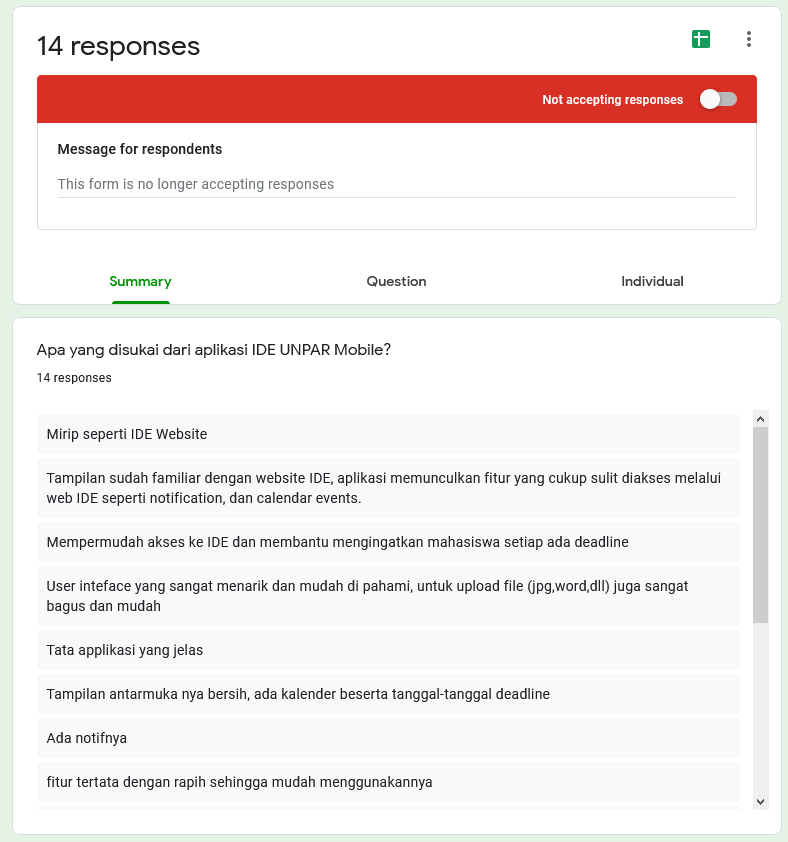 14 responses
Not accepting responses
Message for respondents
This form is no longer accepting responses
Summary
Question
Individual
Apa yang disukai dari aplikasi IDE UNPAR Mobile?
14 responses
Mirip seperti IDE Website
Tampilan sudah familiar dengan website IDE, aplikasi memunculkan fitur yang cukup sulit diakses melalui
web IDE seperti notification, dan calendar events.
Mempermudah akses ke IDE dan membantu mengingatkan mahasiswa setiap ada deadline
User inteface yang sangat menarik dan mudah di pahami, untuk upload file (jpg,word,dll) juga sangat
bagus dan mudah
Tata applikasi yang jelas
Tampilan antarmuka nya bersih, ada kalender beserta tanggal-tanggal deadline
Ada notifnya
fitur tertata dengan rapih sehingga mudah menggunakannya